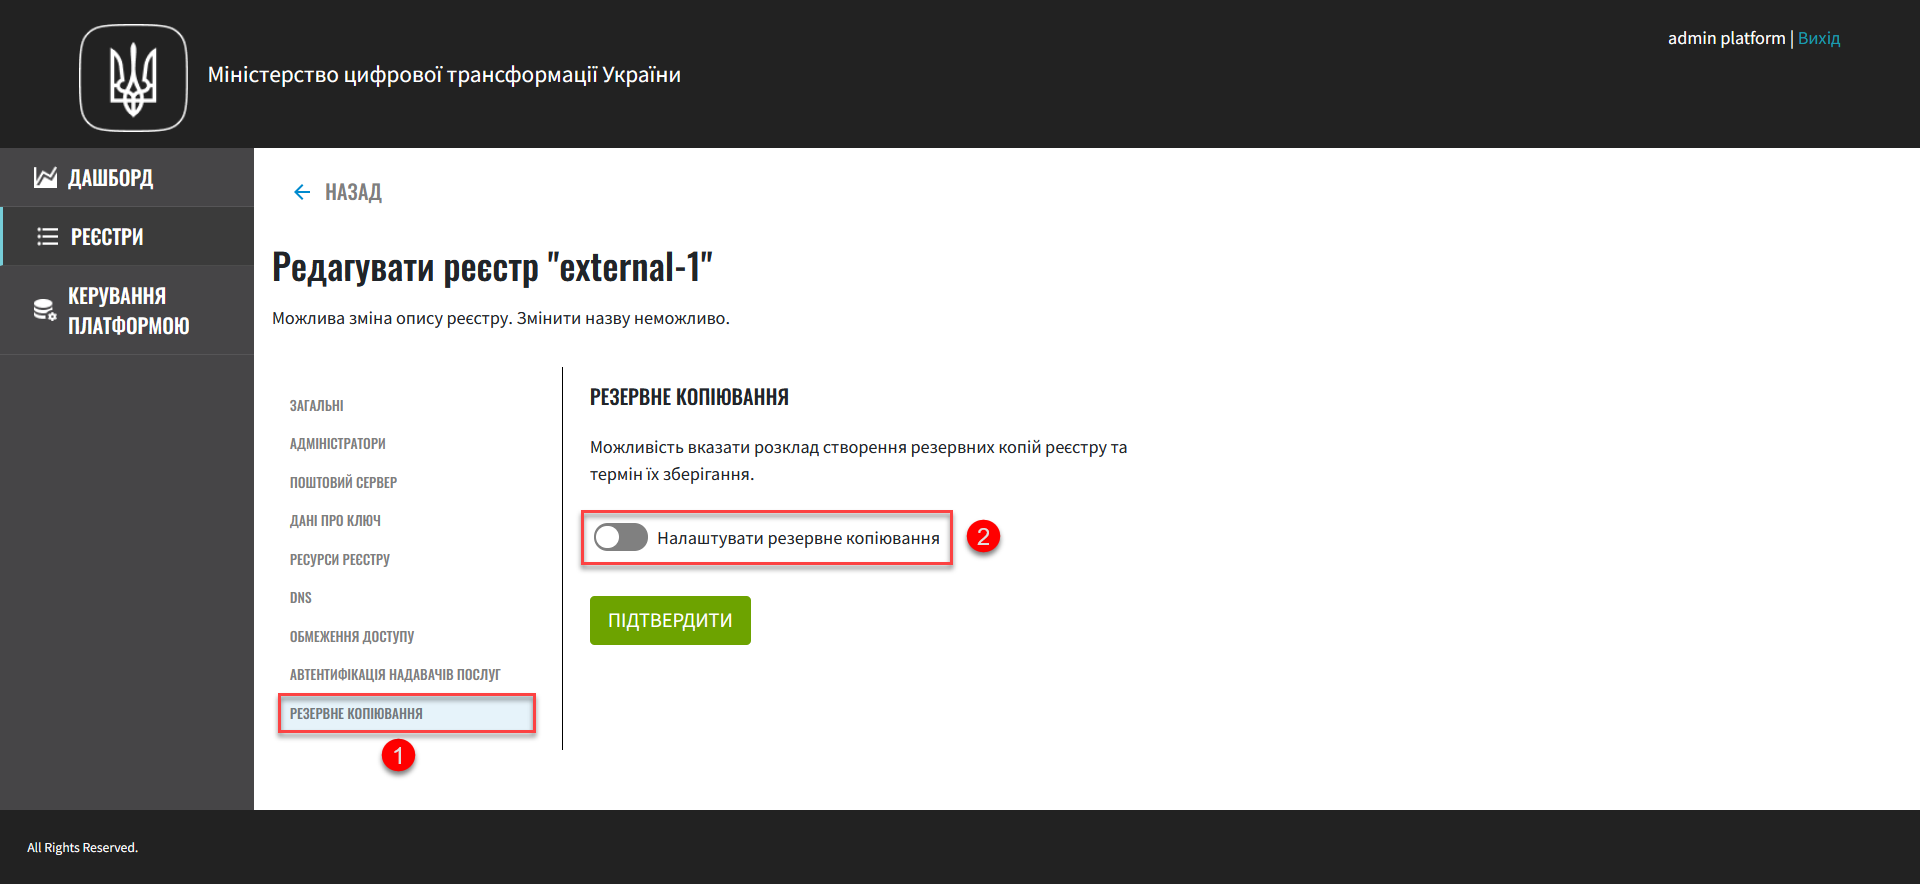 Міністерство цифрової трансформації України
admin platform | Вихід
ДАШБОРД
РЕЄСТРИ
КЕРУВАННЯ
ПЛАТФОРМОЮ
НАЗАД
Редагувати реєстр "external-1"
Можлива зміна опису реєстру. Змінити назву неможливо.
ЗАГАЛЬНІ
АДМІНІСТРАТОРИ
ПОШТОВИЙ СЕРВЕР
ДАНІ ПРО КЛЮЧ
РЕСУРСИ РЕЄСТРУ
DNS
ОБМЕЖЕННЯ ДОСТУПУ
АВТЕНТИФІКАЦІЯ НАДАВАЧІВ ПОСЛУГ
РЕЗЕРВНЕ КОПІЮВАННЯ
1
РЕЗЕРВНЕ КОПІЮВАННЯ
Можливість вказати розклад створення резервних копій реєстру та
термін їх зберігання.
Налаштувати резервне копіювання
2
ПІДТВЕРДИТИ
All Rights Reserved.